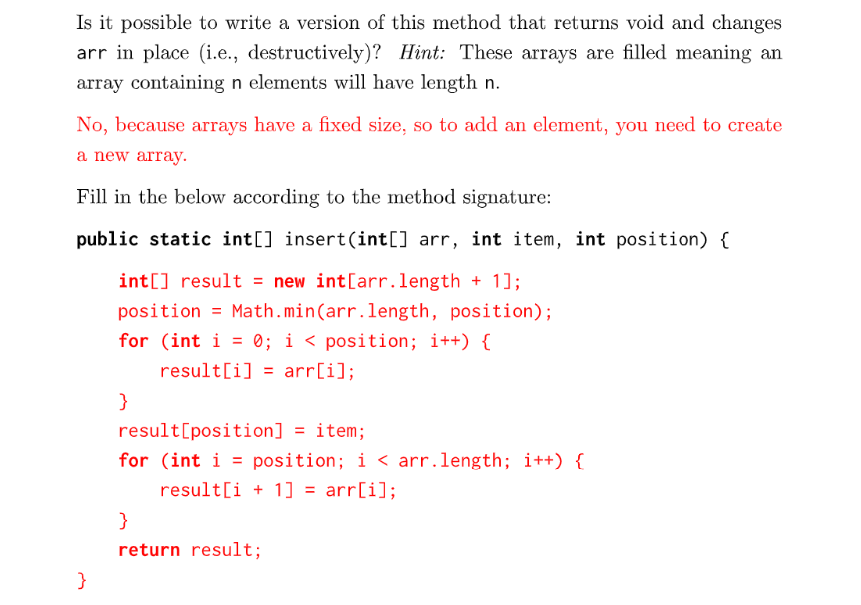 Is it possible to write a version of this method that returns void and changes
arr in place (i.e., destructively)? Hint: These arrays are filled meaning an
array containing n elements will have length n.
No, because arrays have a fixed size, so to add an element, you need to create
a new array.
Fill in the below according to the method signature:
public static int[] insert(int[] arr, int item, int position) {
    int[] result = new int[arr.length + 1];
    position = Math.min(arr.length, position);
    for (int i = 0; i < position; i++) {
        result[i] = arr[i];
    }
    result[position] = item;
    for (int i = position; i < arr.length; i++) {
        result[i + 1] = arr[i];
    }
    return result;
}